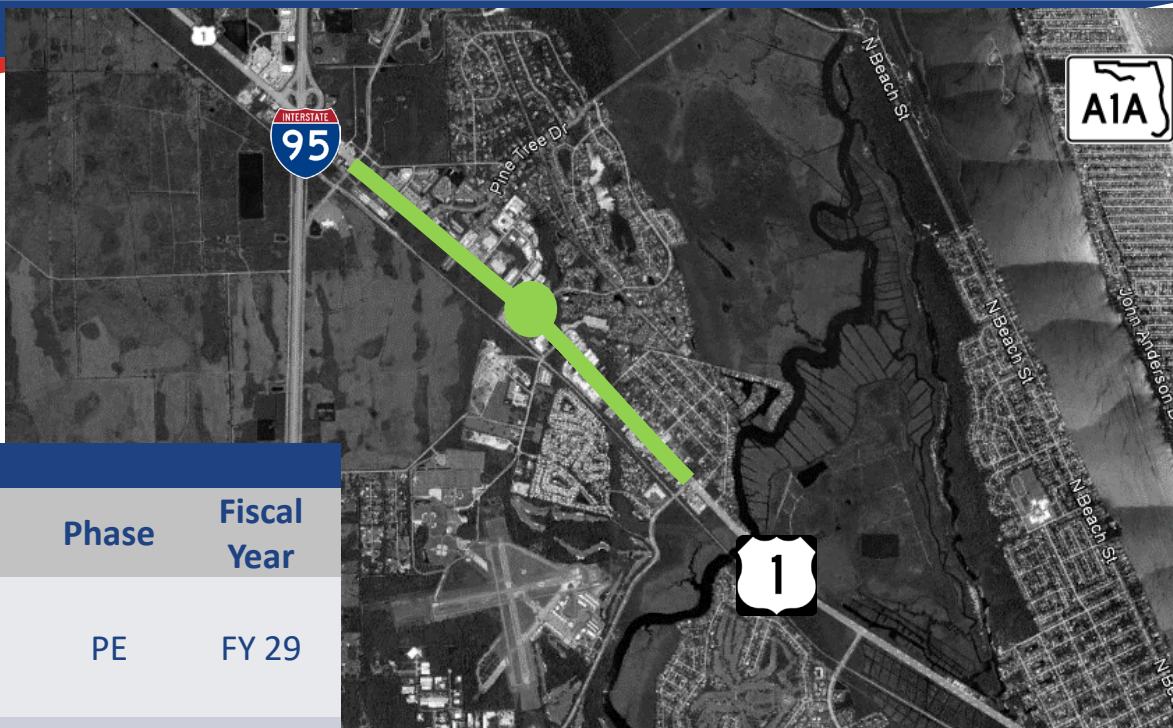 1
INTERSTATE
95
Pine Tree Dr
N Beach St
A1A
John Anderson
N Beach St
N Beach St
1
Phase
Fiscal
Year
PE
FY 29